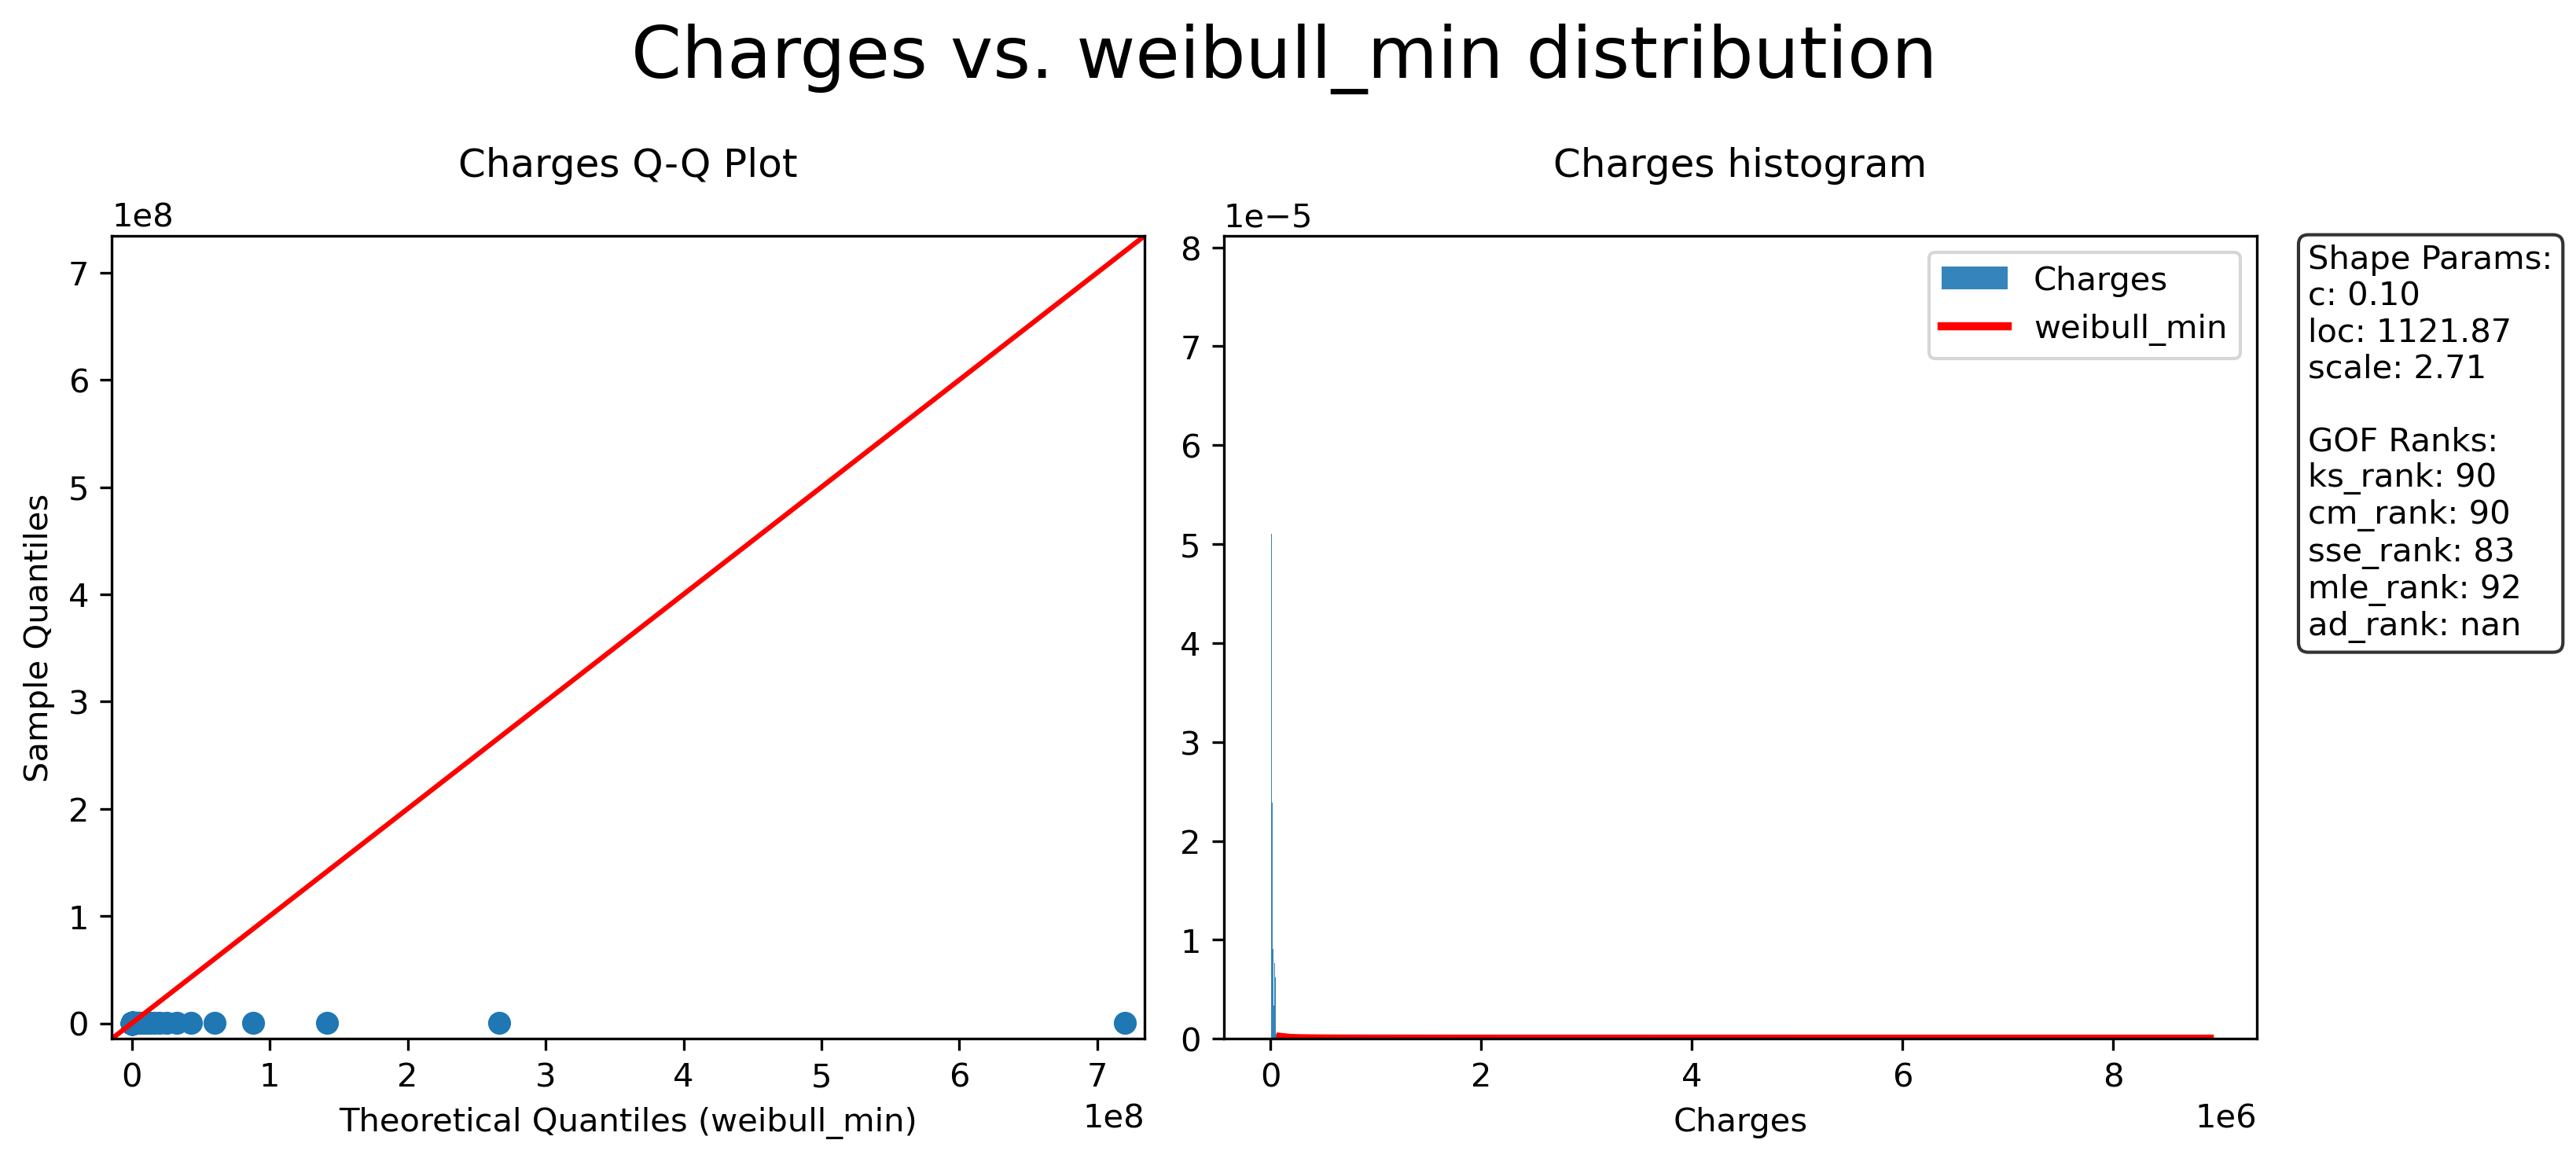 Charges vs. weibull_min distribution
Charges Q-Q Plot
1e8
7
6
5
4
3
2
1
0
Sample Quantiles
0 1 2 3 4 5 6 7
Theoretical Quantiles (weibull_min)
1e8
Charges histogram
1e−5
8
7
6
5
4
3
2
1
0
Charges
weibull_min
0 2 4 6 8
Charges
1e6
Shape Params:
c: 0.10
loc: 1121.87
scale: 2.71
GOF Ranks:
ks_rank: 90
cm_rank: 90
sse_rank: 83
mle_rank: 92
ad_rank: nan